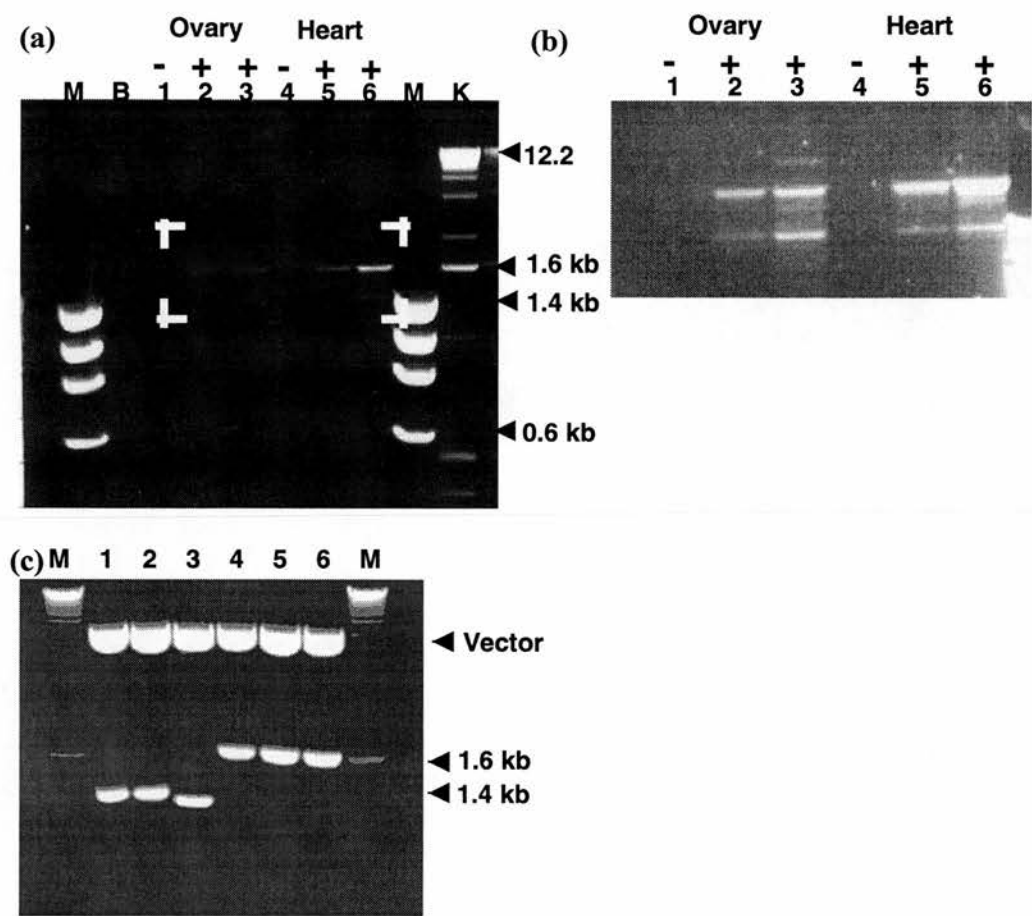 (a) Ovary Heart
- + + - + +
M B 1 2 3 4 5 6 M K
12.2
1.6 kb
1.4 kb
0.6 kb
(b) Ovary Heart
- + + - + +
1 2 3 4 5 6
(c) M 1 2 3 4 5 6 M
Vector
1.6 kb
1.4 kb